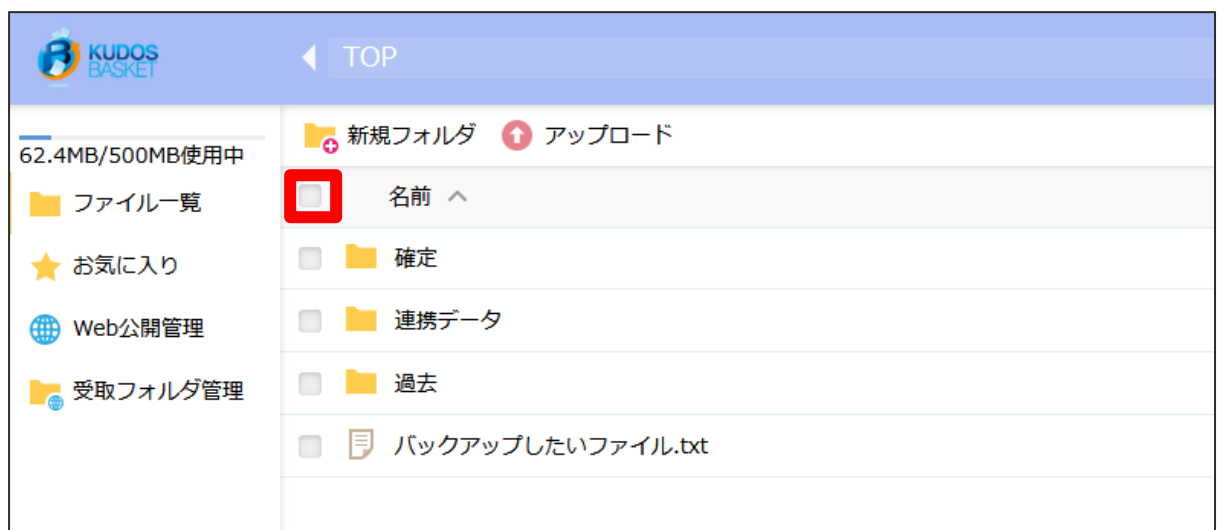 KUDOS
BASKET
TOP
62.4MB/500MB使用中
ファイル一覧
お気に入り
Web公開管理
受取フォルダ管理
新規フォルダ アップロード
名前
確定
連携データ
過去
バックアップしたいファイル.txt